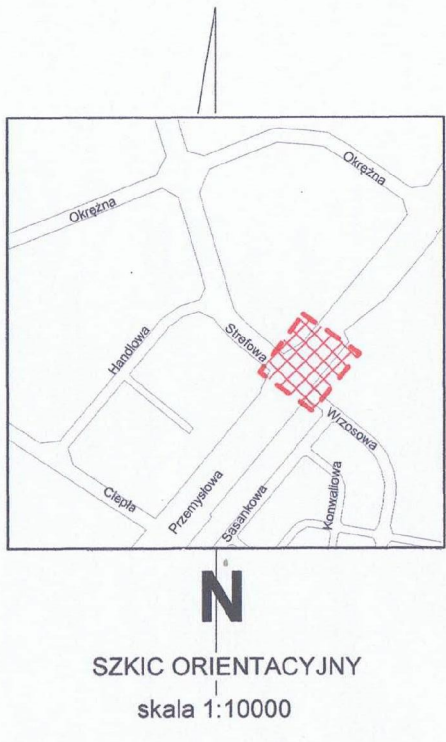 Okrężna
Okrężna
Handlowa
Strefowa
Wrzosowa
Ciepła
Przemysłowa
Sasankowa
Konwaliowa
N
SZKIC ORIENTACYJNY
skala 1:10000